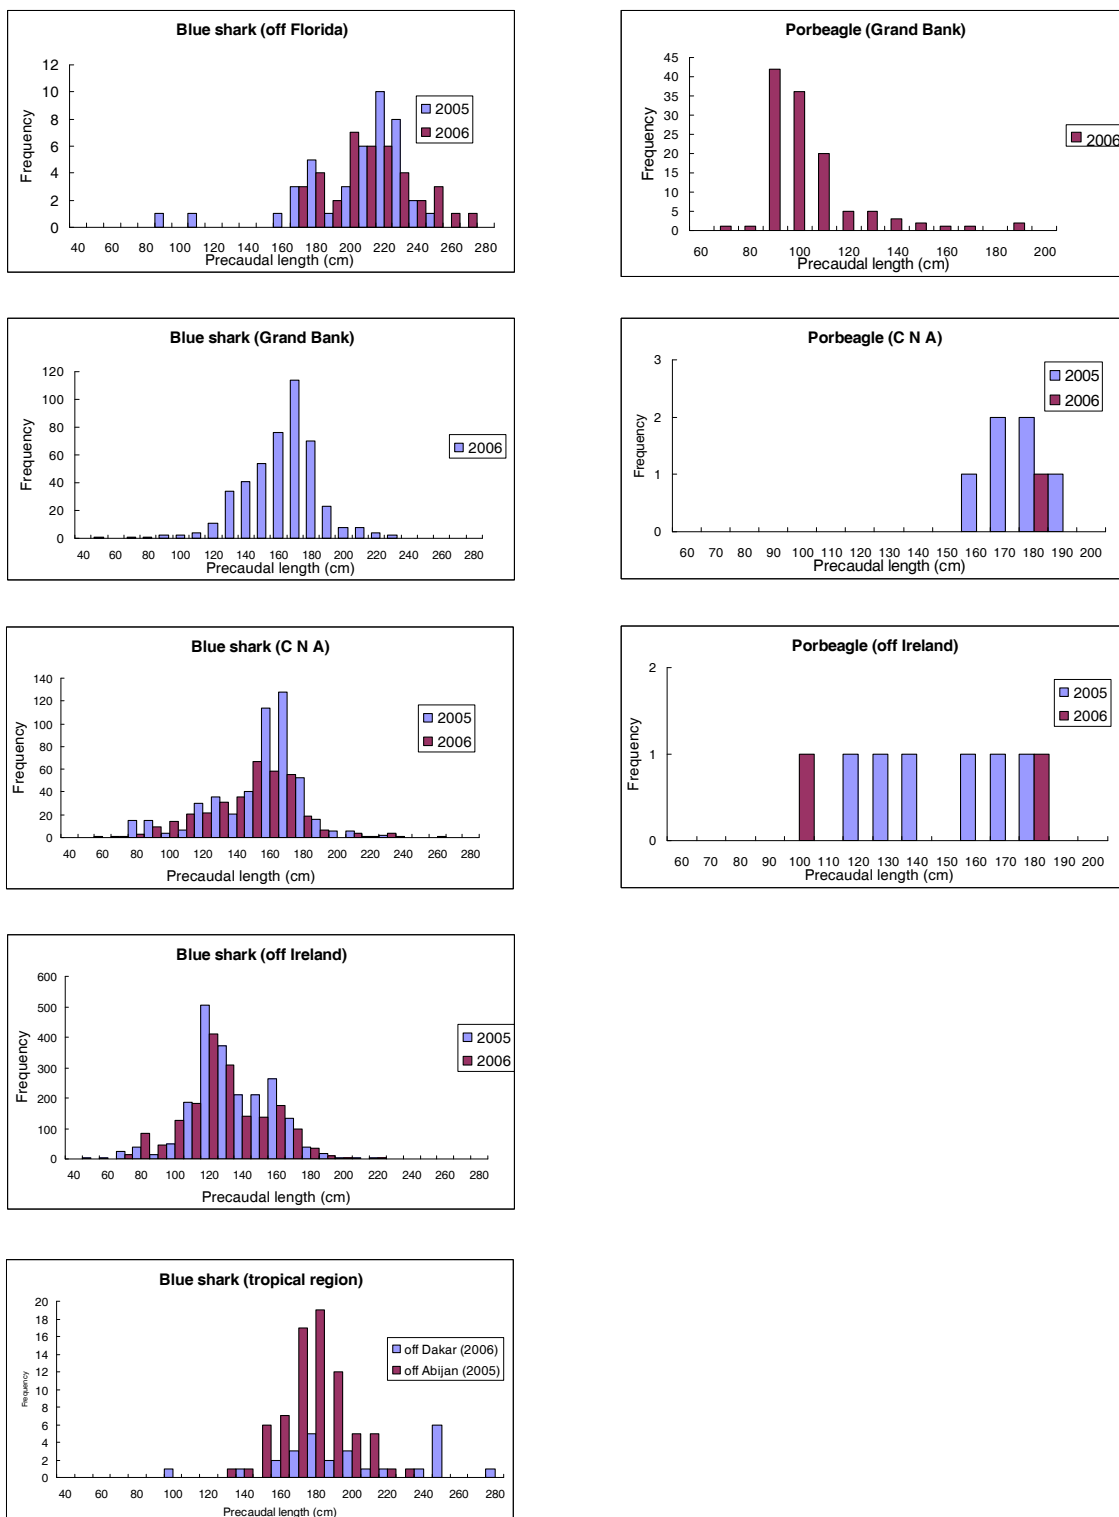 Blue shark (off Florida)
12
10
8
6
4
2
0
Frequency
2005
2006
40 60 80 100 120 140 160 180 200 220 240 260 280
Precaudal length (cm)
Blue shark (Grand Bank)
120
100
80
60
40
20
0
Frequency
2006
40 60 80 100 120 140 160 180 200 220 240 260 280
Precaudal length (cm)
Blue shark (C N A)
140
120
100
80
60
40
20
0
Frequency
2005
2006
40 60 80 100 120 140 160 180 200 220 240 260 280
Precaudal length (cm)
Blue shark (off Ireland)
600
500
400
300
200
100
0
Frequency
2005
2006
40 60 80 100 120 140 160 180 200 220 240 260 280
Precaudal length (cm)
Blue shark (tropical region)
20
18
16
14
12
10
8
6
4
2
0
Frequency
off Dakar (2006)
off Abijan (2005)
40 60 80 100 120 140 160 180 200 220 240 260 280
Precaudal length (cm)
Porbeagle (Grand Bank)
45
40
35
30
25
20
15
10
5
0
Frequency
2006
60 80 100 120 140 160 180 200
Precaudal length (cm)
Porbeagle (C N A)
3
2
1
0
Frequency
2005
2006
60 70 80 90 100 110 120 130 140 150 160 170 180 190 200
Precaudal length (cm)
Porbeagle (off Ireland)
2
1
0
Frequency
2005
2006
60 70 80 90 100 110 120 130 140 150 160 170 180 190 200
Precaudal length (cm)